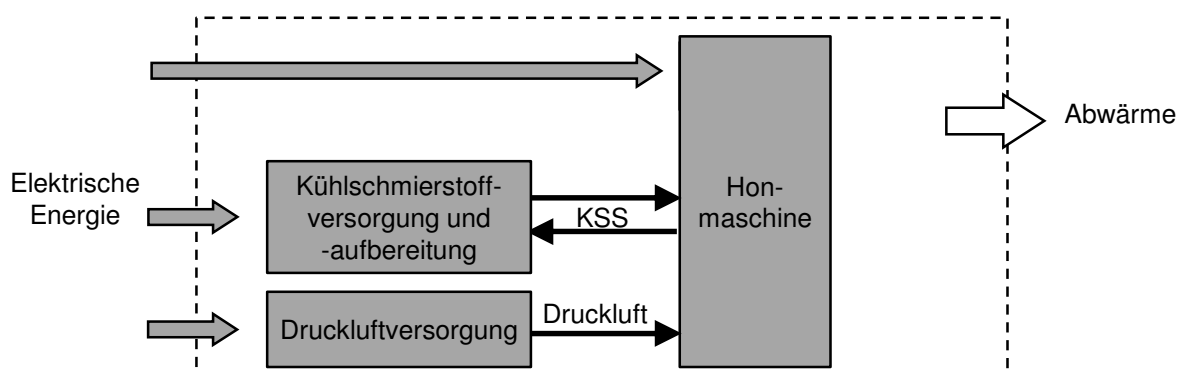 Abwärme
Elektrische
Energie
Kühlschmierstoff-
versorgung und
-aufbereitung
KSS
Hon-
maschine
Druckluftversorgung
Druckluft